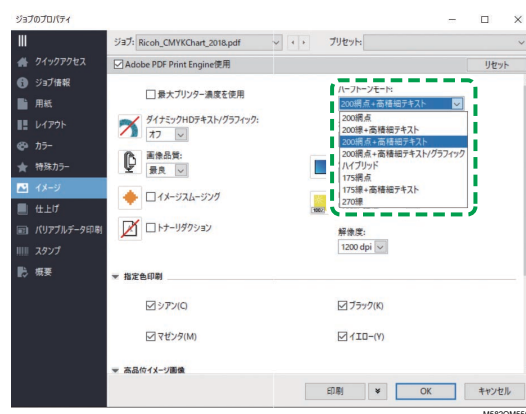 ジョブのプロパティ
ジョブ: Ricoh_CMYKChart_2018.pdf
プリセット:
クイックアクセス
ジョブ情報
用紙
レイアウト
カラー
特殊カラー
イメージ
仕上げ
バリアブルデータ印刷
スタンプ
概要
Adobe PDF Print Engine使用
リセット
最大プリンター濃度を使用
ダイナミックHDテキスト/グラフィック:
オフ
画像品質:
最良
イメージスムージング
トナーリダクション
ハーフトーンモード:
200網点+高精細テキスト
200網点
200線+高精細テキスト
200網点+高精細テキスト
200網点+高精細テキスト/グラフィック
ハイブリッド
175網点
175線+高精細テキスト
270線
解像度:
1200 dpi
指定色印刷
シアン(C)
ブラック(K)
マゼンタ(M)
イエロー(Y)
高品位イメージ画像
印刷
OK
キャンセル